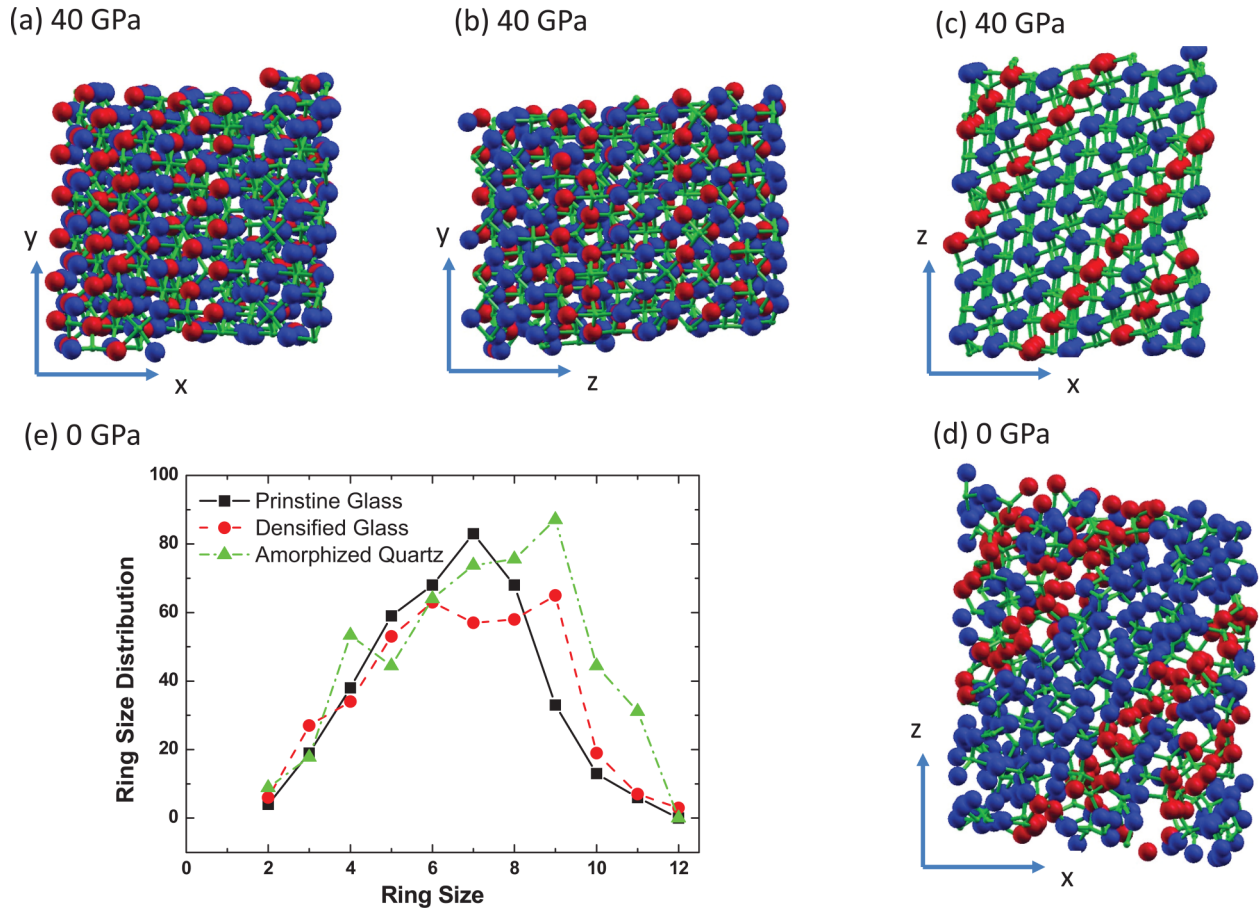 (a) 40 GPa
(b) 40 GPa
(c) 40 GPa
y
x
y
z
z
x
(e) 0 GPa
(d) 0 GPa
Prinstine Glass
Densified Glass
Amorphized Quartz
Ring Size Distribution
100
80
60
40
20
0
0 2 4 6 8 10 12
Ring Size
z
x